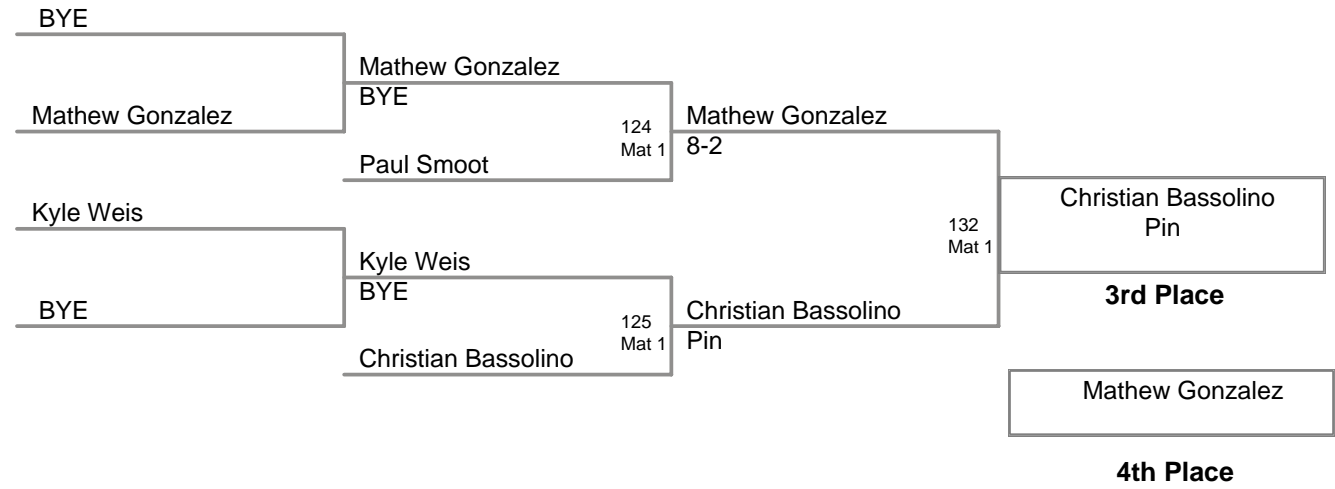 BYE
Mathew Gonzalez
BYE
Mathew Gonzalez
124
Mat 1
Mathew Gonzalez
8-2
Paul Smoot
Kyle Weis
Christian Bassolino
Pin
132
Mat 1
3rd Place
Kyle Weis
BYE
BYE
125
Mat 1
Christian Bassolino
Pin
Christian Bassolino
Mathew Gonzalez
4th Place